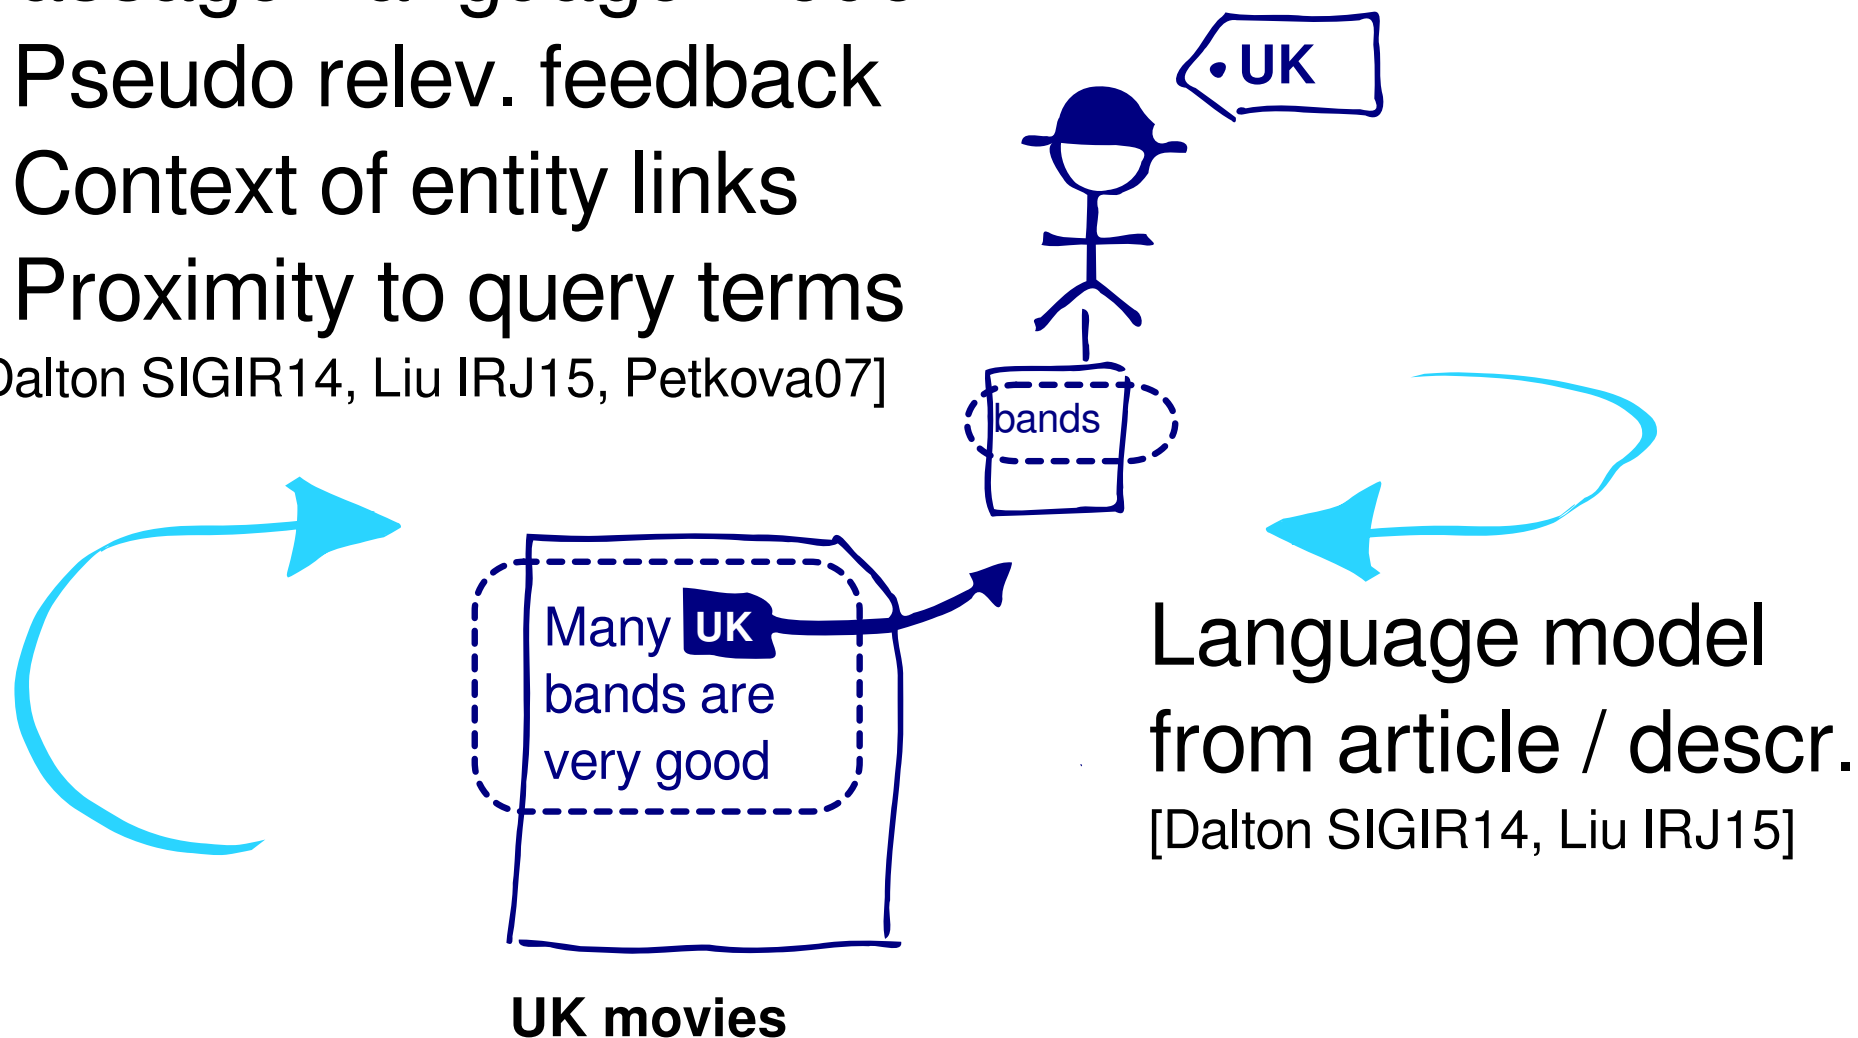 Pseudo relev. feedback
Context of entity links
Proximity to query terms
Dalton SIGIR14, Liu IRJ15, Petkova07]
UK
bands
Many UK
bands are
very good
Language model
from article / descr.
[Dalton SIGIR14, Liu IRJ15]
UK movies